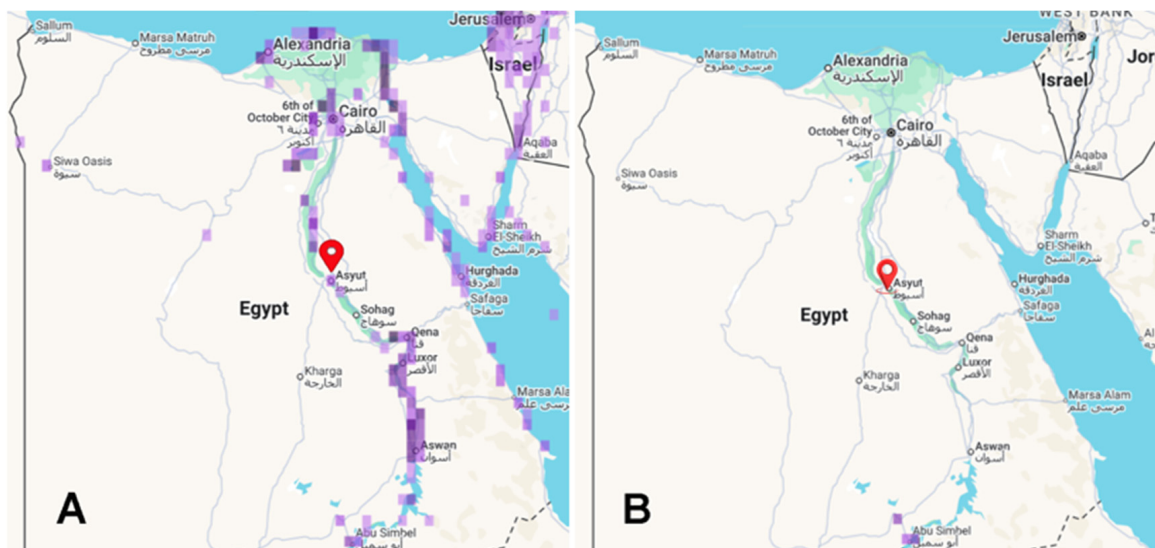 Sallum
السلوم
Marsa Matruh
مرسى مطروح
Alexandria
الإسكندرية
Jerusalem
Israel
6th of
October City
مدينة ٦
أكتوبر
Cairo
القاهرة
Aqaba
العقبة
Siwa Oasis
سيوة
Sharm
El-Sheikh
شرم الشيخ
Asyut
أسيوط
Hurghada
الغردقة
Safaga
سفاجا
Egypt
Sohag
سوهاج
Qena
قنا
Luxor
الأقصر
Kharga
الخارجة
Marsa Alam
مرسى علم
Aswan
أسوان
Abu Simbel
أبو سمبل
A
WEST BANK
Jerusalem
Sallum
السلوم
Marsa Matruh
مرسى مطروح
Alexandria
الإسكندرية
Israel
Jor
6th of
October City
مدينة ٦
أكتوبر
Cairo
القاهرة
Aqaba
العقبة
Siwa Oasis
سيوة
Sharm
El-Sheikh
شرم الشيخ
Asyut
أسيوط
Hurghada
الغردقة
Safaga
سفاجا
Egypt
Sohag
سوهاج
Qena
قنا
Luxor
الأقصر
Kharga
الخارجة
Marsa Alam
مرسى علم
Aswan
أسوان
Abu Simbel
أبو سمبل
B